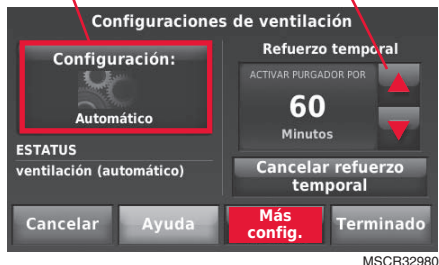 Configuraciones de ventilación
Configuración:
Automático
ESTATUS
ventilación (automático)
Refuerzo temporal
ACTIVAR PURGADOR POR
60
Minutos
Cancelar refuerzo
temporal
Cancelar
Ayuda
Más
config.
Terminado
MSCR32980